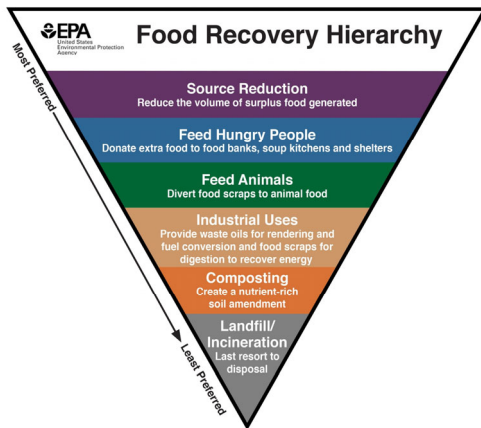 EPA
United States
Environmental Protection
Agency
Food Recovery Hierarchy
Most Preferred
Source Reduction
Reduce the volume of surplus food generated
Feed Hungry People
Donate extra food to food banks, soup kitchens and shelters
Feed Animals
Divert food scraps to animal food
Industrial Uses
Provide waste oils for rendering and
fuel conversion and food scraps for
digestion to recover energy
Composting
Create a nutrient-rich
soil amendment
Landfill/
Incineration
Last resort to
disposal
Least Preferred